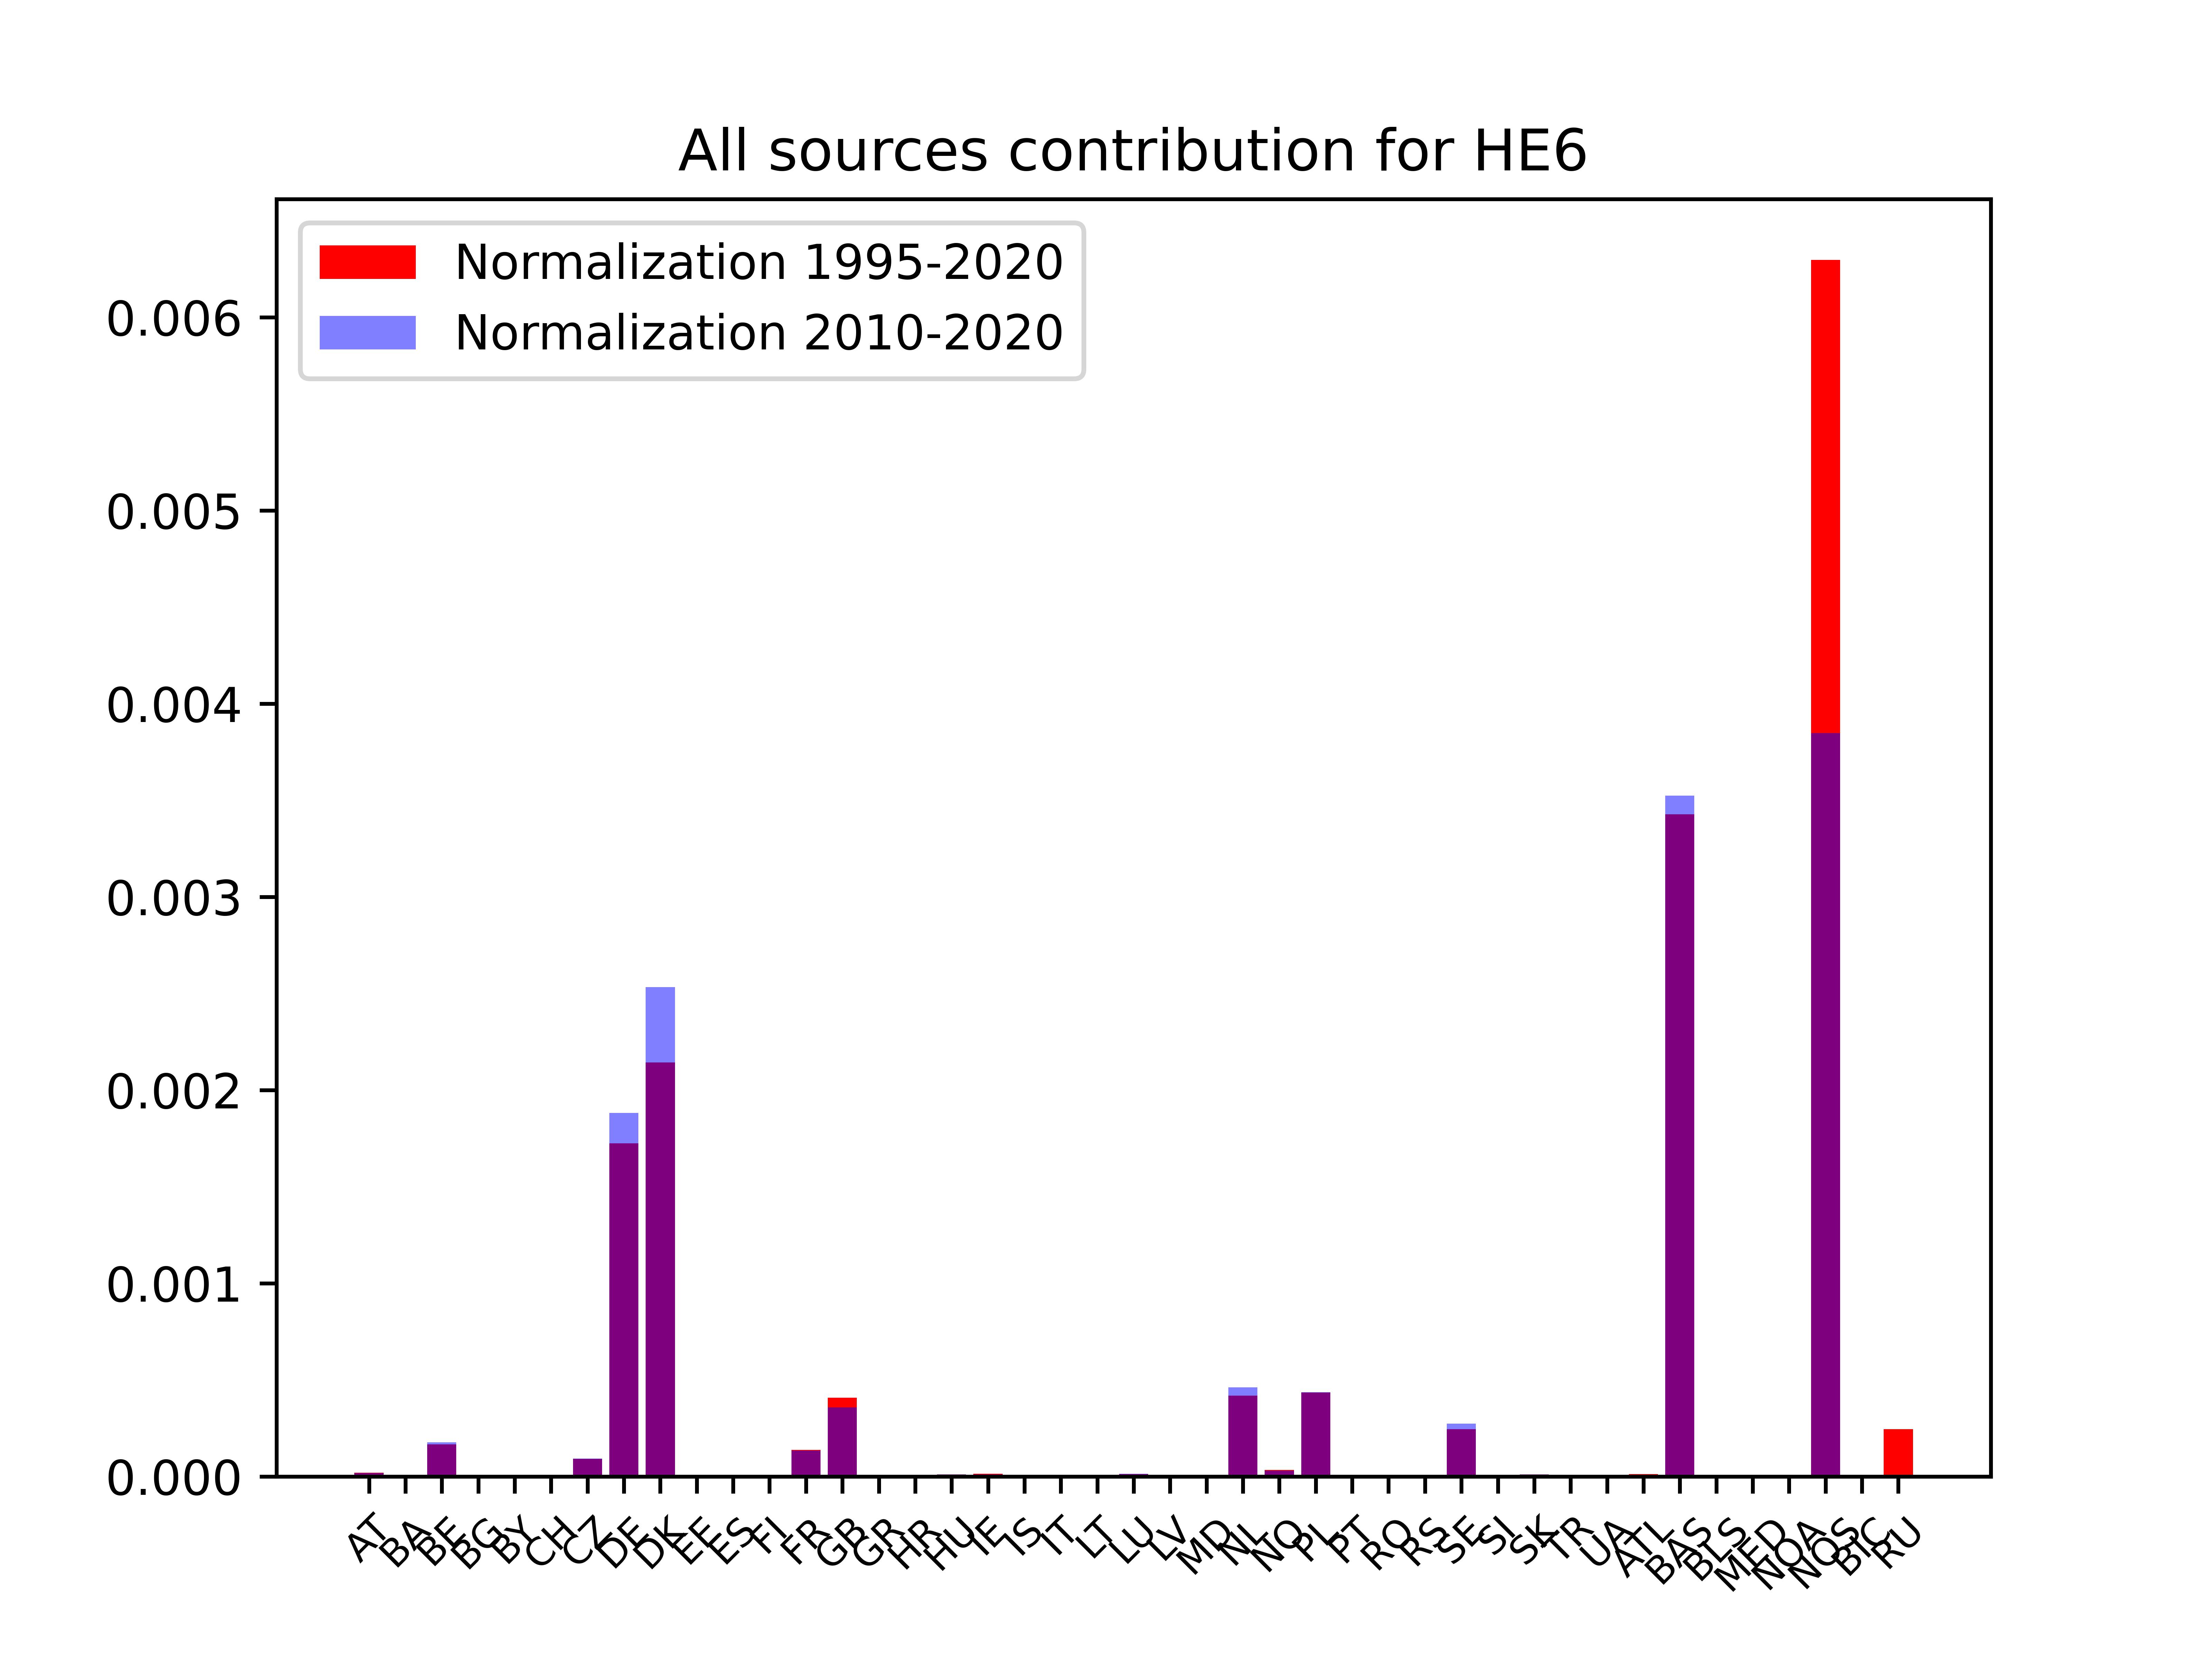 All sources contribution for HE6
Normalization 1995-2020
Normalization 2010-2020
0.006
0.005
0.004
0.003
0.002
0.001
0.000
AT
BA
BE
BG
BY
CH
CZ
DE
DK
EE
ES
FI
FR
GB
GR
HR
HU
IE
IS
IT
LT
LU
LV
MD
NL
NO
PL
PT
RO
RS
SE
SI
SK
TR
UA
ATL
BAS
BLS
MED
NOA
NOS
BIC
RU